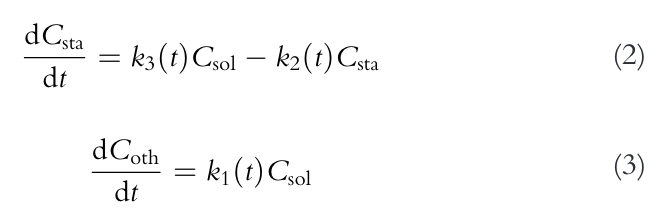 dC_sta/dt = k_3(t)C_sol − k_2(t)C_sta (2)
dC_oth/dt = k_1(t)C_sol (3)